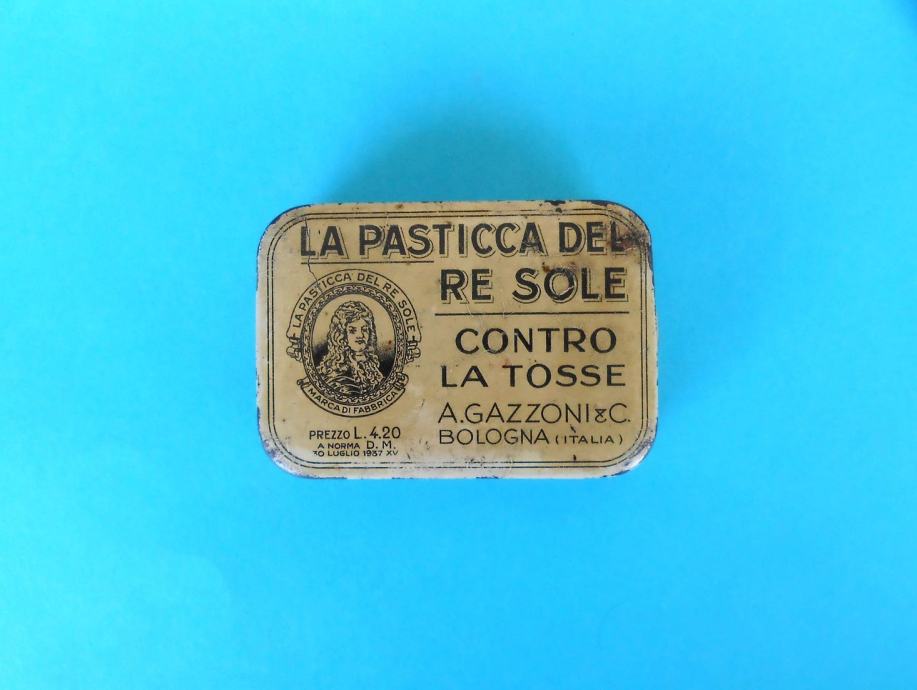 LA PASTICCA DEL
RE SOLE
LA PASTICCA DEL RE SOLE
MARCA DI FABBRICA
CONTRO
LA TOSSE
A. GAZZONI & C.
BOLOGNA (ITALIA)
PREZZO L. 4.20
A NORMA D. M.
30 LUGLIO 1937 XV